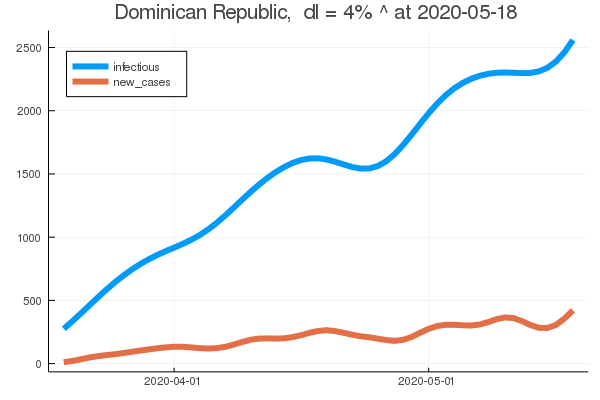 Dominican Republic,  dI = 4% ^ at 2020-05-18
infectious
new_cases
2500
2000
1500
1000
500
0
2020-04-01
2020-05-01